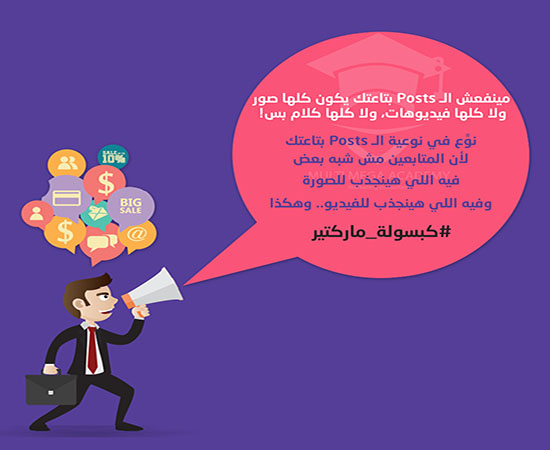 مينفعش الـ Posts بتاعتك يكون كلها صور
ولا كلها فيديوهات، ولا كلها كلام بس!
نوَّع في نوعية الـ Posts بتاعتك
لأن المتابعين مش شبه بعض
فيه اللي هينجذب للصورة
وفيه اللي هينجذب للفيديو.. وهكذا
#كبسولة_ماركتير
SALE
10%
BIG
SALE
$
@
$